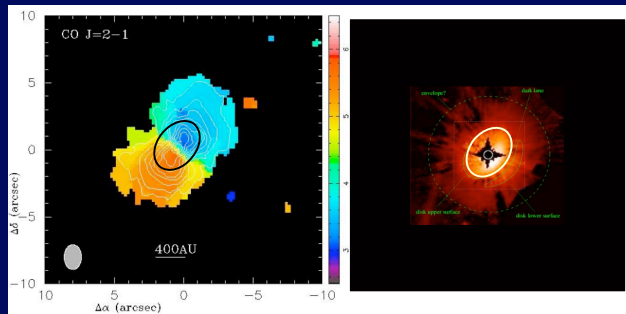 CO J=2−1
10
5
0
−5
−10
10
5
0
−5
−10
Δδ (arcsec)
Δα (arcsec)
400AU
6
5
4
3
envelope?
dark lane
disk upper surface
disk lower surface